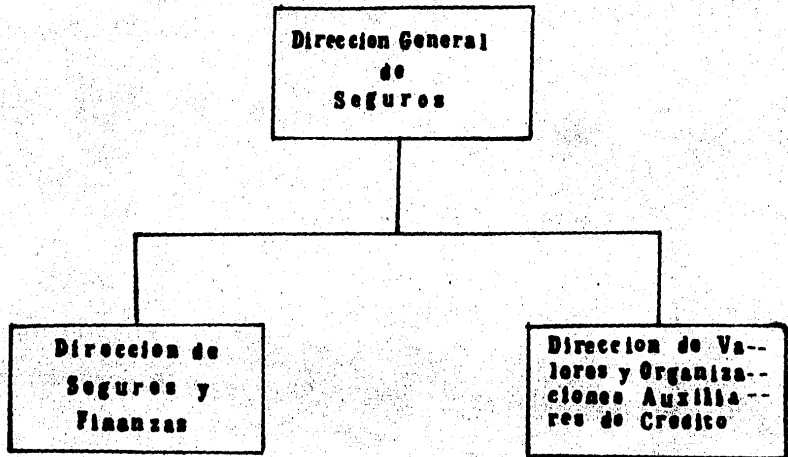 Direccion General
de
Seguros
Direccion de
Seguros y
Finanzas
Direccion de Va--
lores y Organiza--
ciones Auxilia--
res de Credito